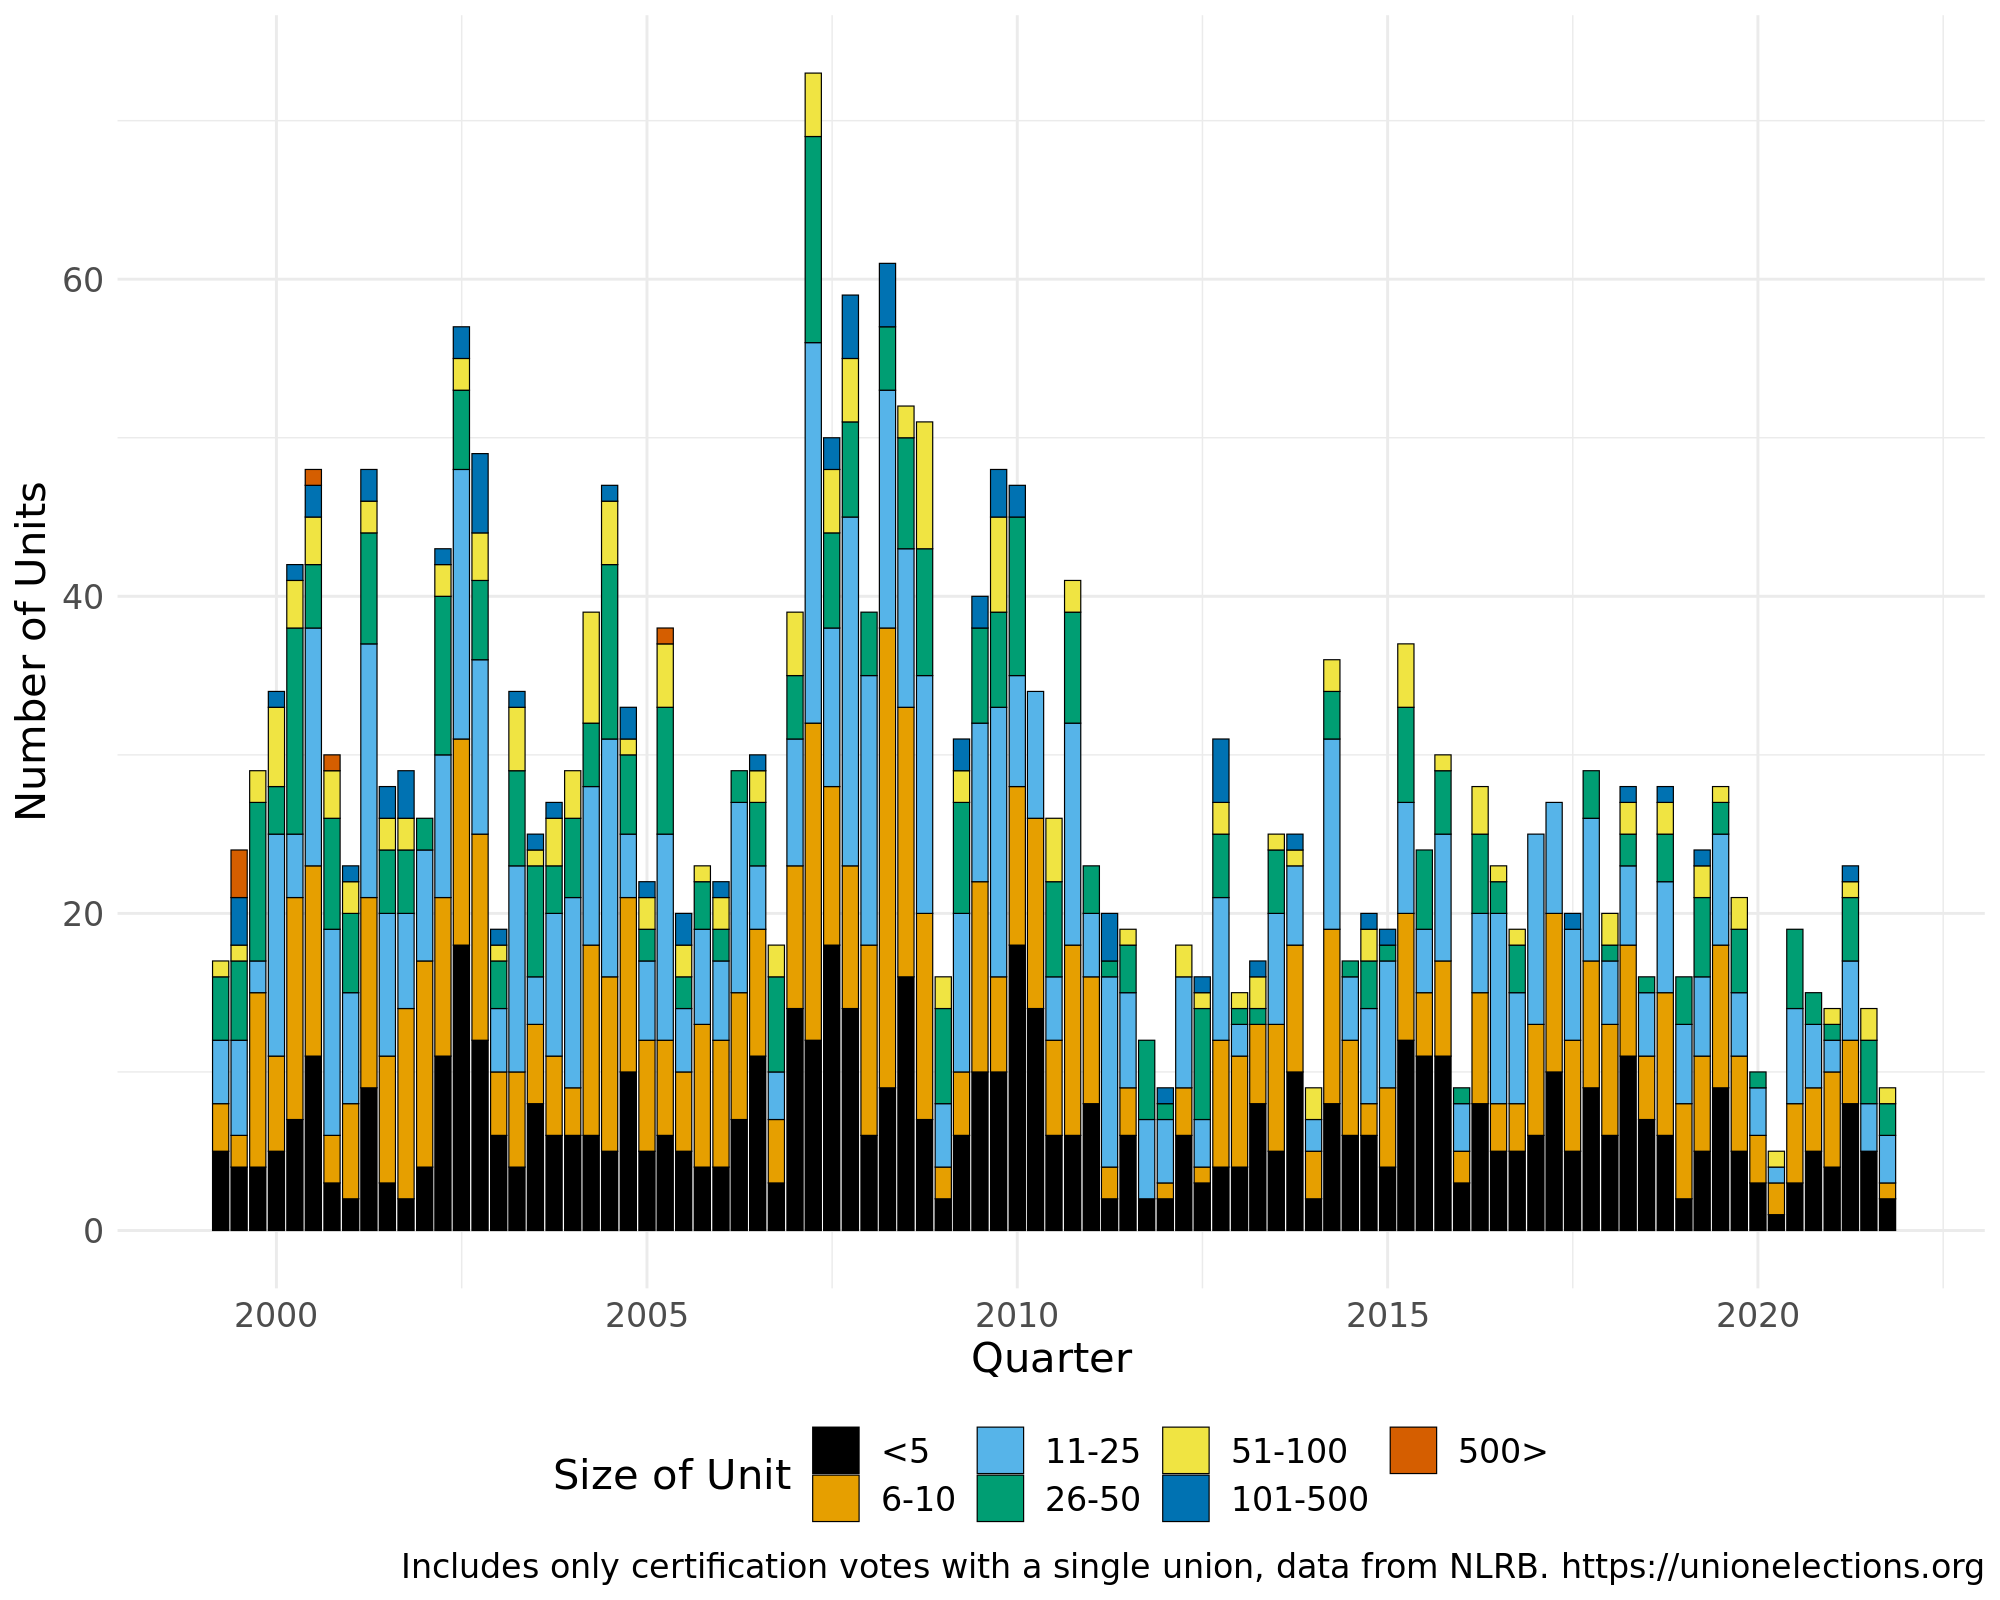 Number of Units
60
40
20
0
2000 2005 2010 2015 2020
Quarter
Size of Unit
<5 11-25 51-100 500>
6-10 26-50 101-500
Includes only certification votes with a single union, data from NLRB. https://unionelections.org